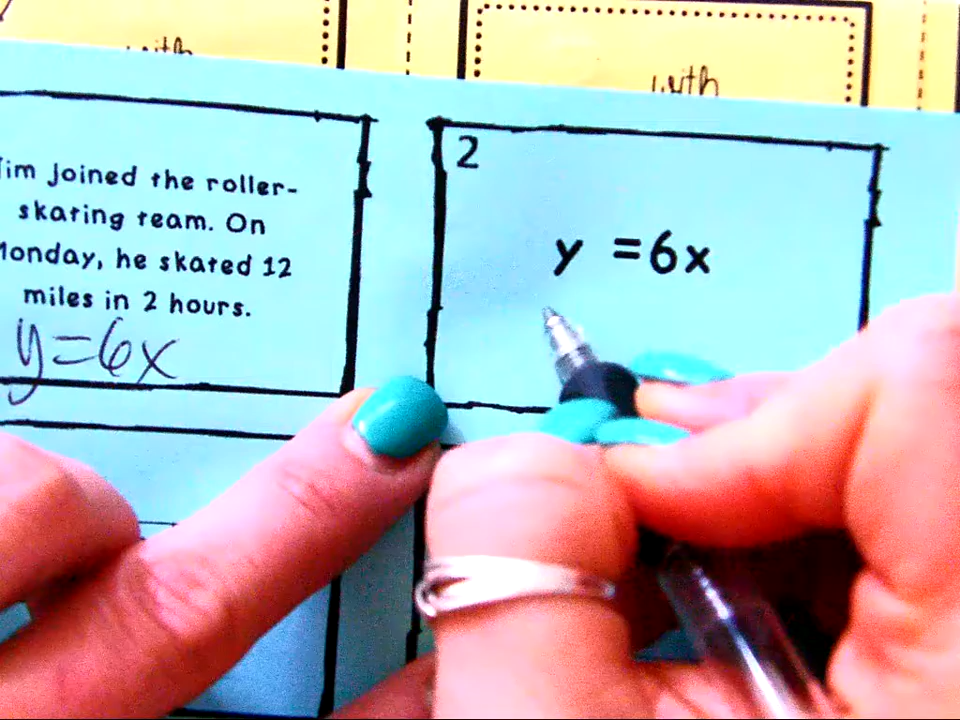 with
with
Jim joined the roller-
skating team. On
Monday, he skated 12
miles in 2 hours.
y=6x
2
y = 6x